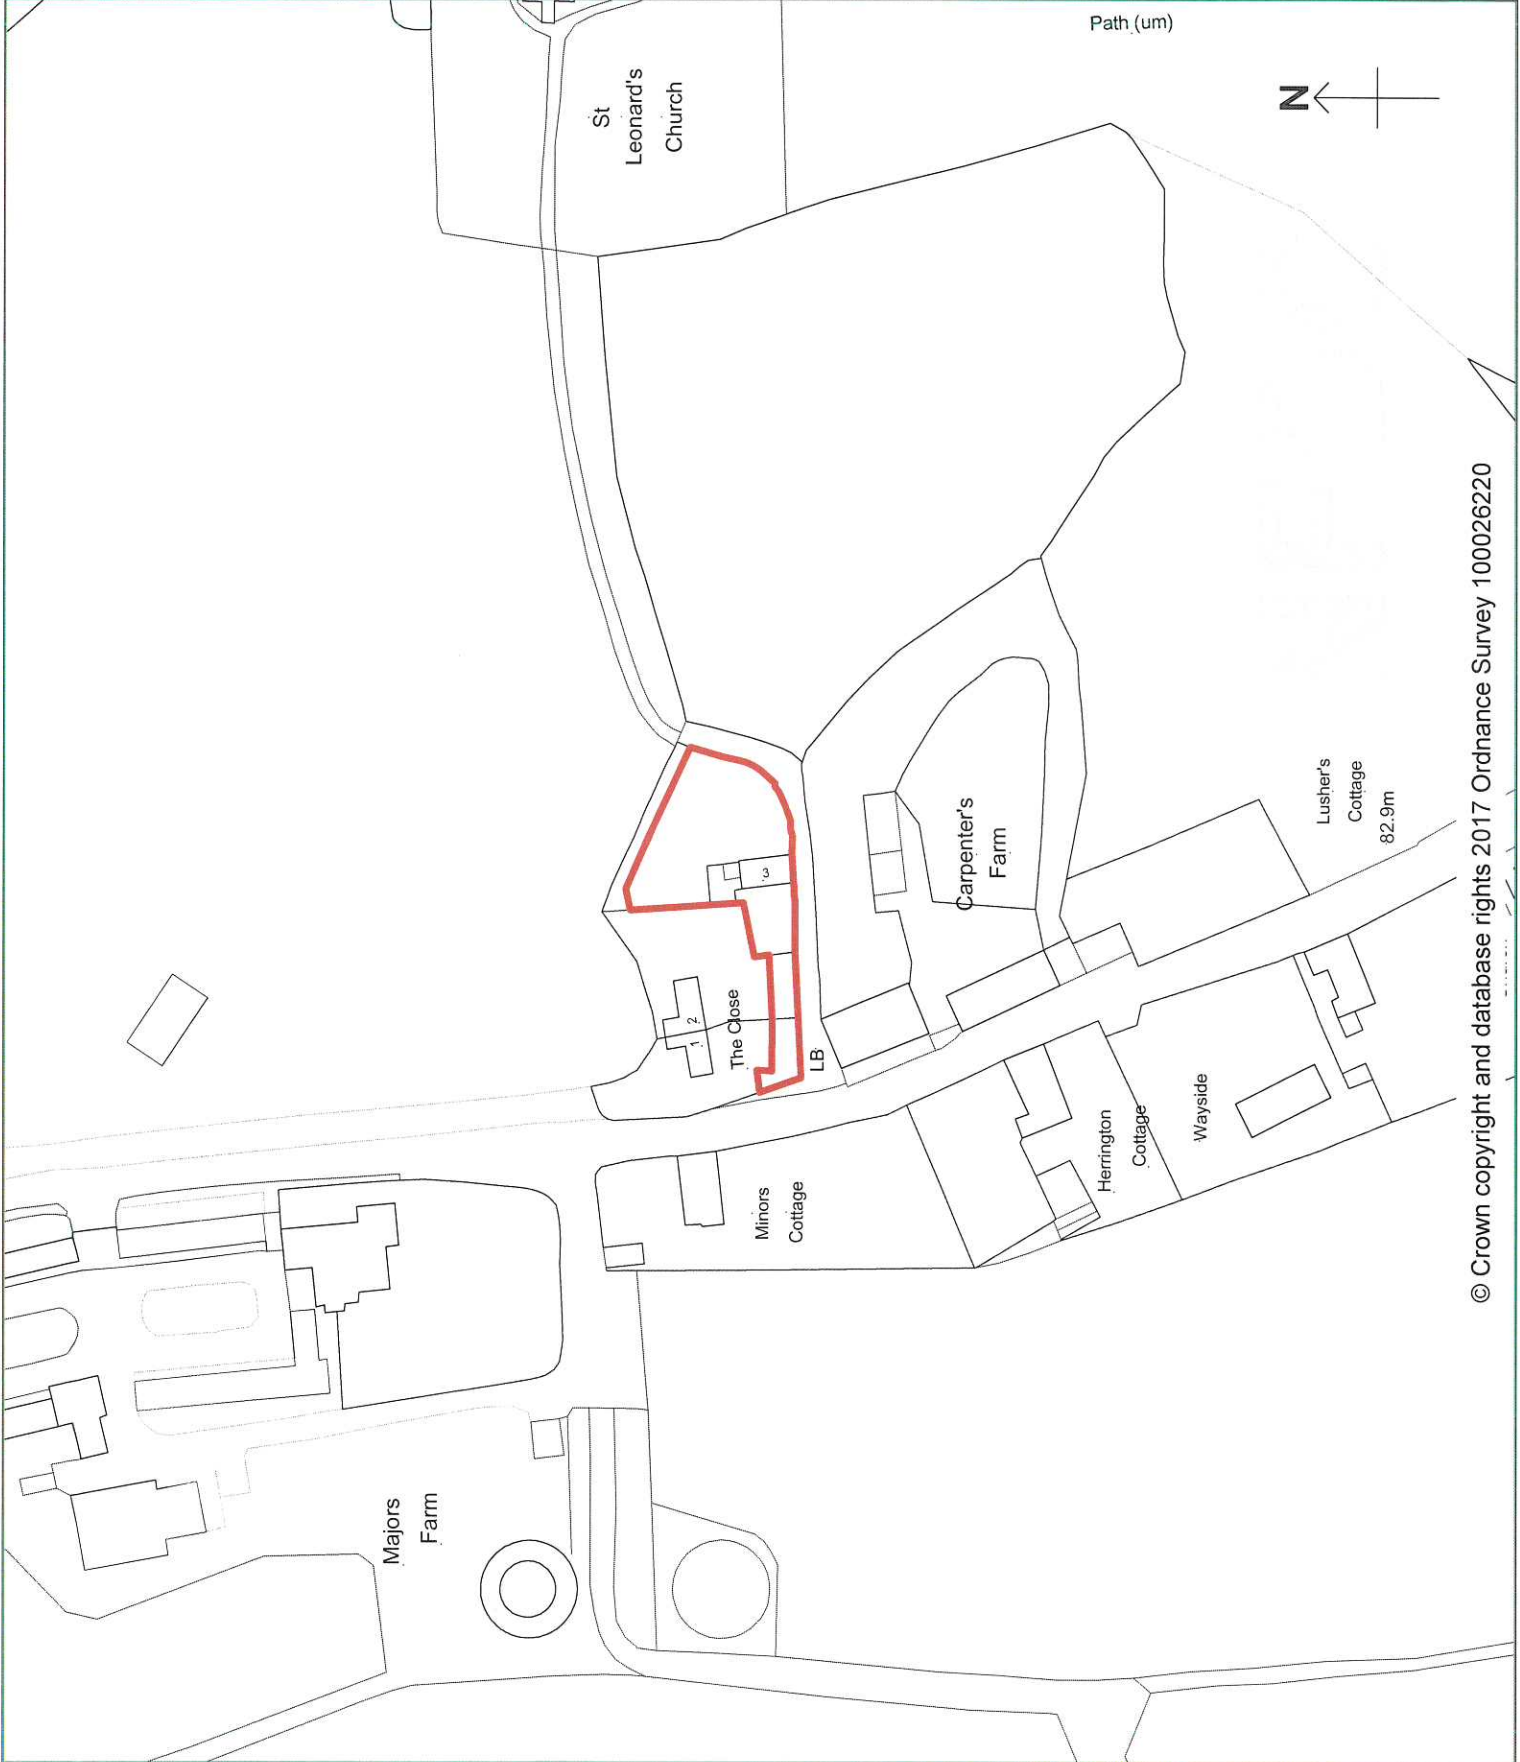 Path (um)
N
St
Leonard's
Church
3
2
1
The Close
LB
Carpenter's
Farm
Lusher's
Cottage
82.9m
Minors
Cottage
Herrington
Cottage
Wayside
Majors
Farm
© Crown copyright and database rights 2017 Ordnance Survey 100026220